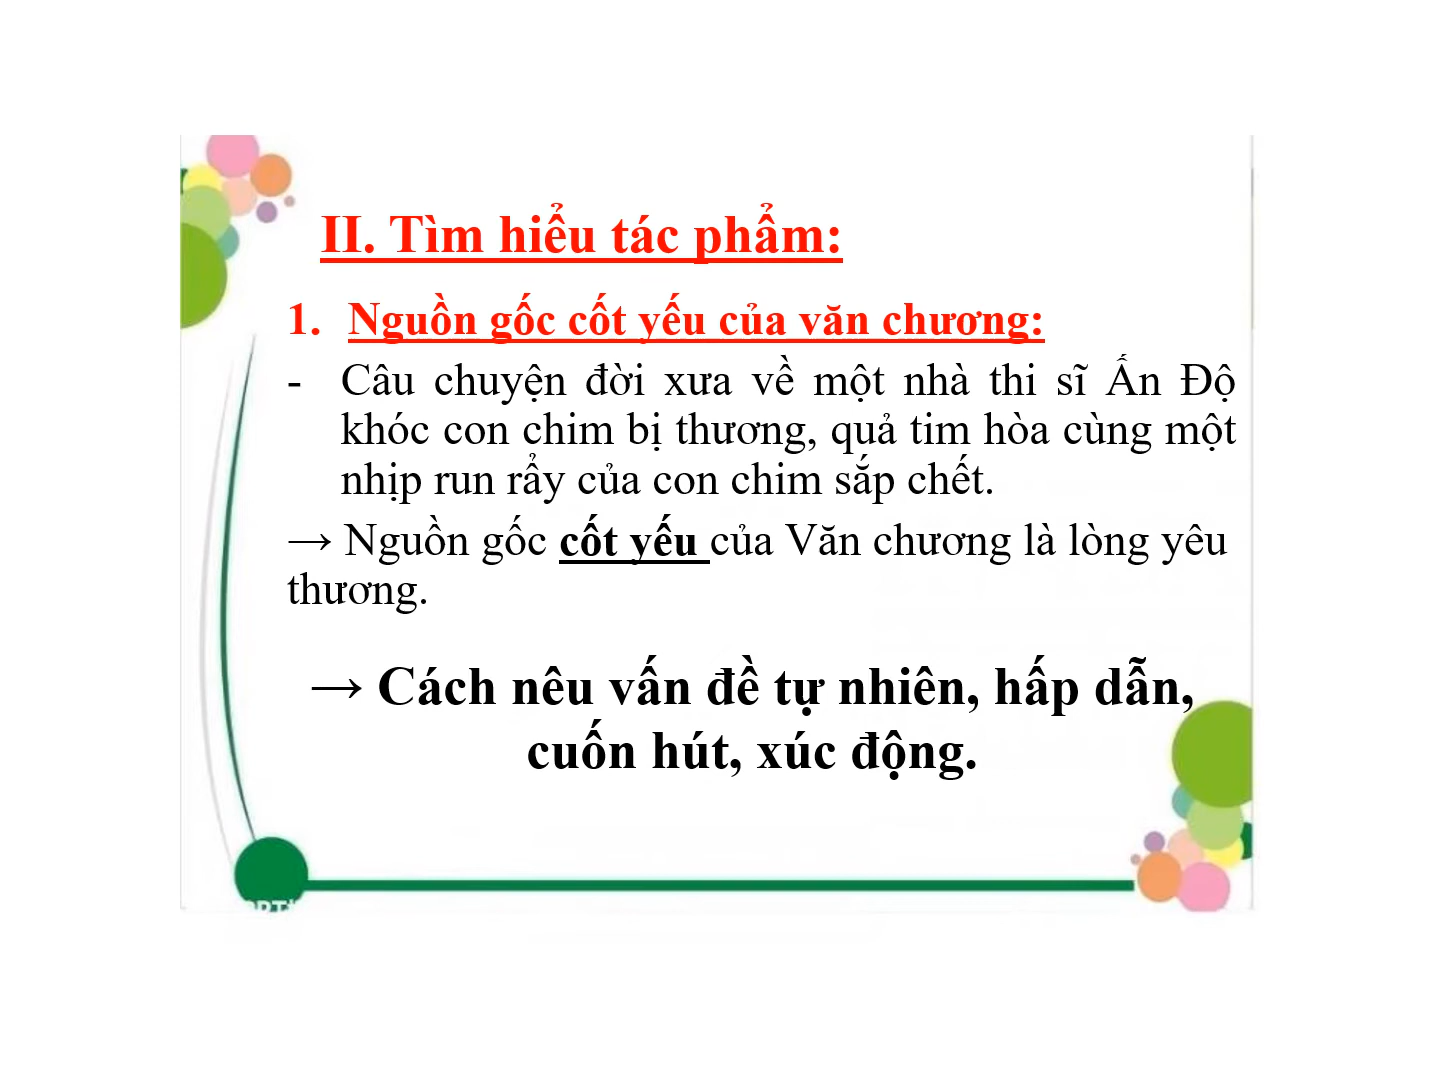 II. Tìm hiểu tác phẩm:
1. Nguồn gốc cốt yếu của văn chương:
- Câu chuyện đời xưa về một nhà thi sĩ Ấn Độ
khóc con chim bị thương, quả tim hòa cùng một
nhịp run rẩy của con chim sắp chết.
→ Nguồn gốc cốt yếu của Văn chương là lòng yêu
thương.
→ Cách nêu vấn đề tự nhiên, hấp dẫn,
cuốn hút, xúc động.